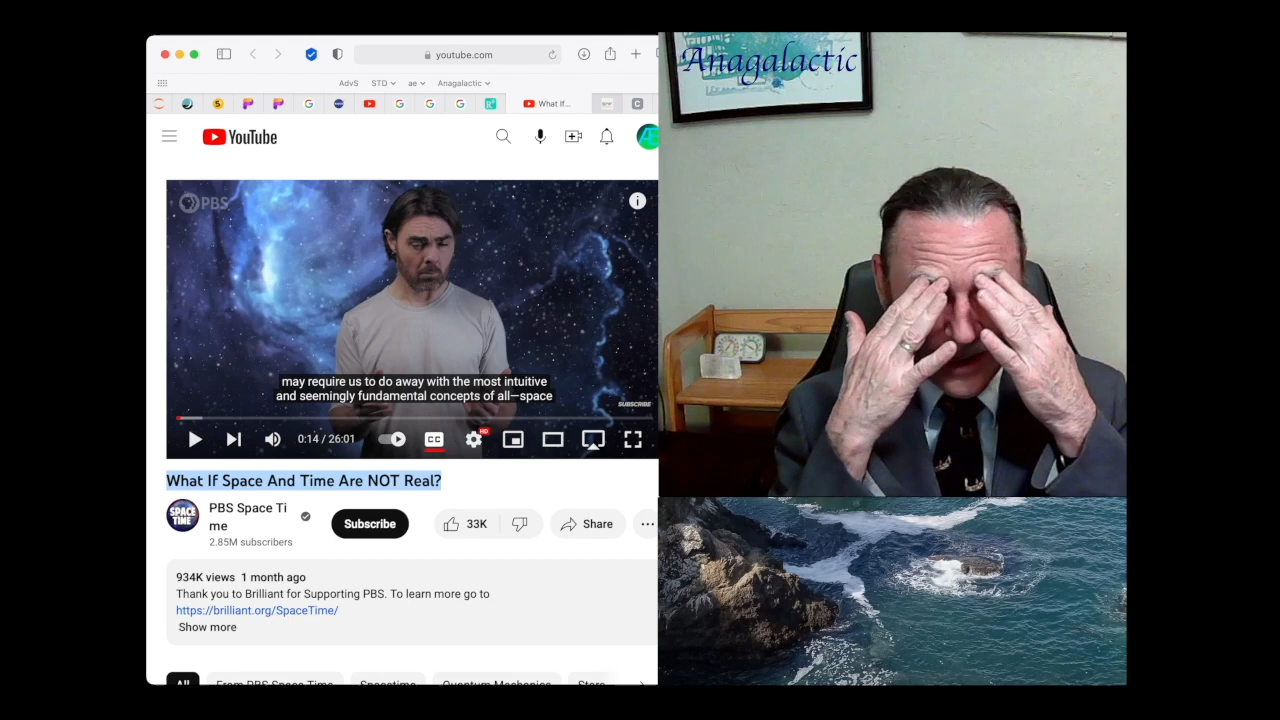 youtube.com
AdvS STD ae Anagalactic
What If...
YouTube
PBS
may require us to do away with the most intuitive
and seemingly fundamental concepts of all—space
SUBSCRIBE
0:14 / 26:01
CC
HD
What If Space And Time Are NOT Real?
SPACE
TIME
PBS Space Ti
me
2.85M subscribers
Subscribe
33K
Share
934K views 1 month ago
Thank you to Brilliant for Supporting PBS. To learn more go to
https://brilliant.org/SpaceTime/
Show more
All From PBS Space Time Spacetime Quantum Mechanics Stars
Anagalactic